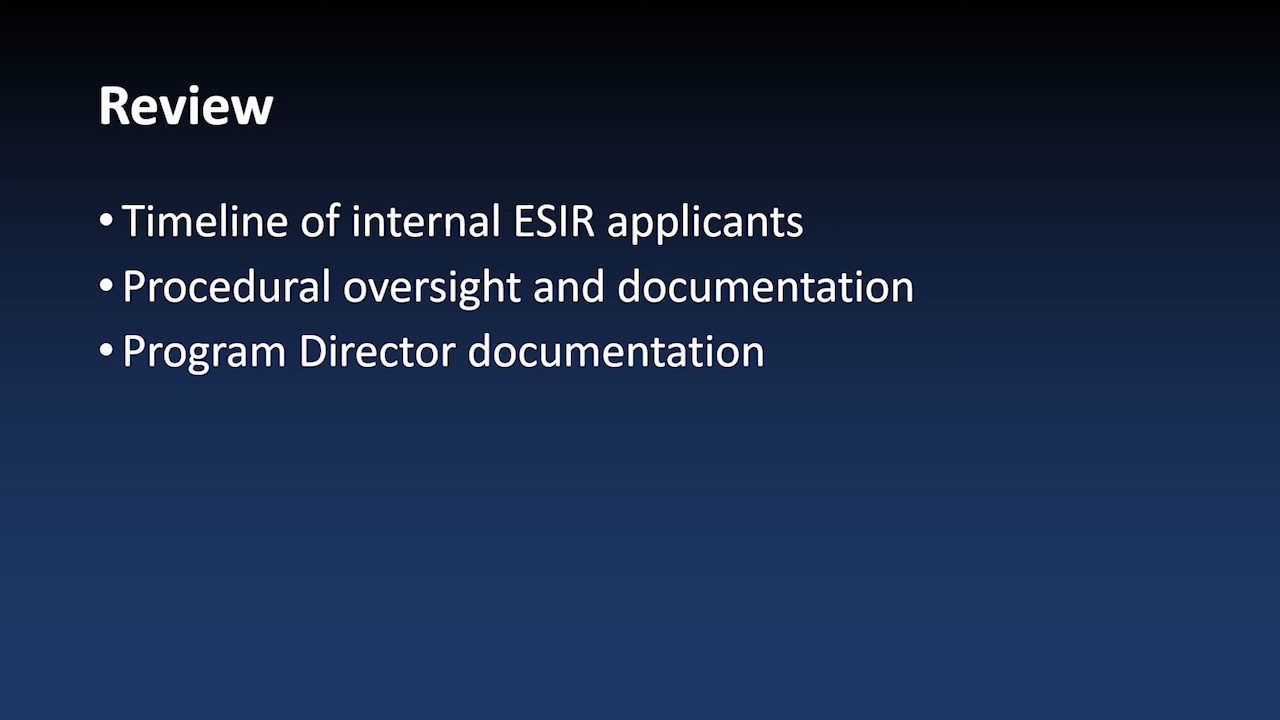 Review
• Timeline of internal ESIR applicants
• Procedural oversight and documentation
• Program Director documentation